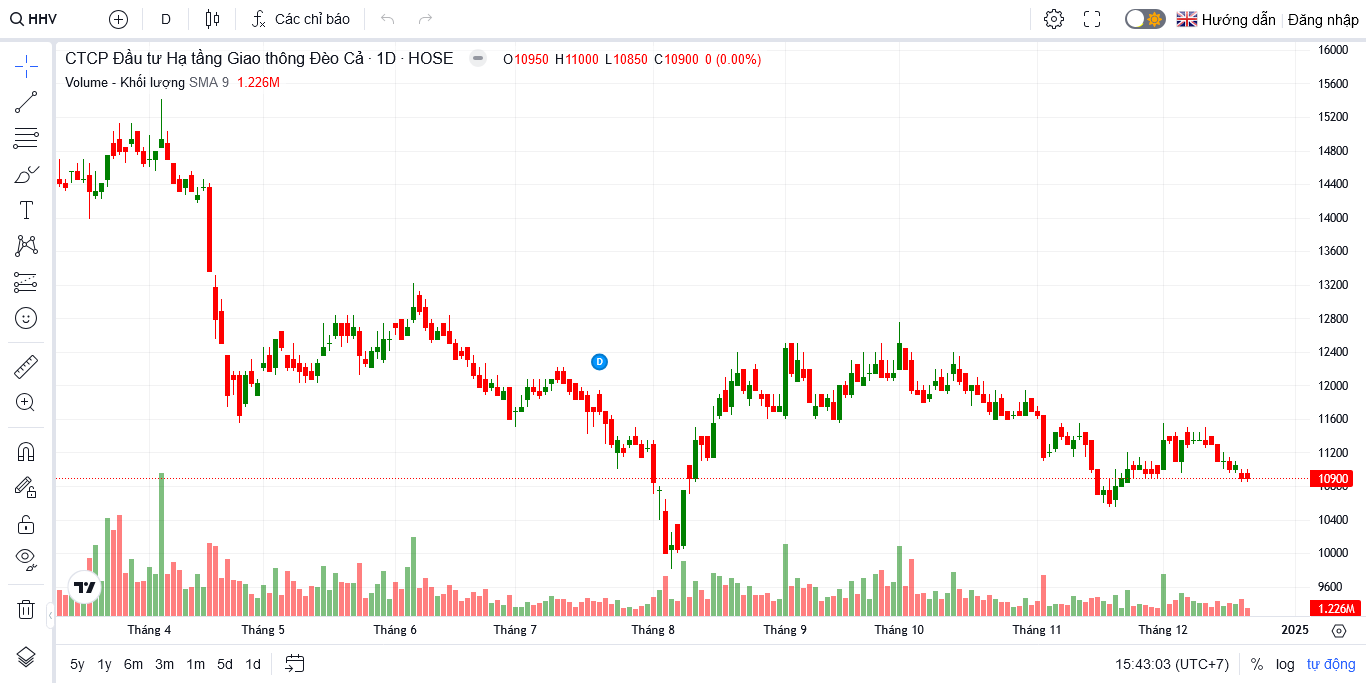 HHV D Các chỉ báo Hướng dẫn Đăng nhập
CTCP Đầu tư Hạ tầng Giao thông Đèo Cả · 1D · HOSE O10950 H11000 L10850 C10900 0 (0.00%)
Volume - Khối lượng SMA 9 1.226M
D
16000
15600
15200
14800
14400
14000
13600
13200
12800
12400
12000
11600
11200
10900
10800
10400
10000
9600
1.226M
Tháng 4 Tháng 5 Tháng 6 Tháng 7 Tháng 8 Tháng 9 Tháng 10 Tháng 11 Tháng 12 2025
5y 1y 6m 3m 1m 5d 1d 15:43:03 (UTC+7) % log tự động